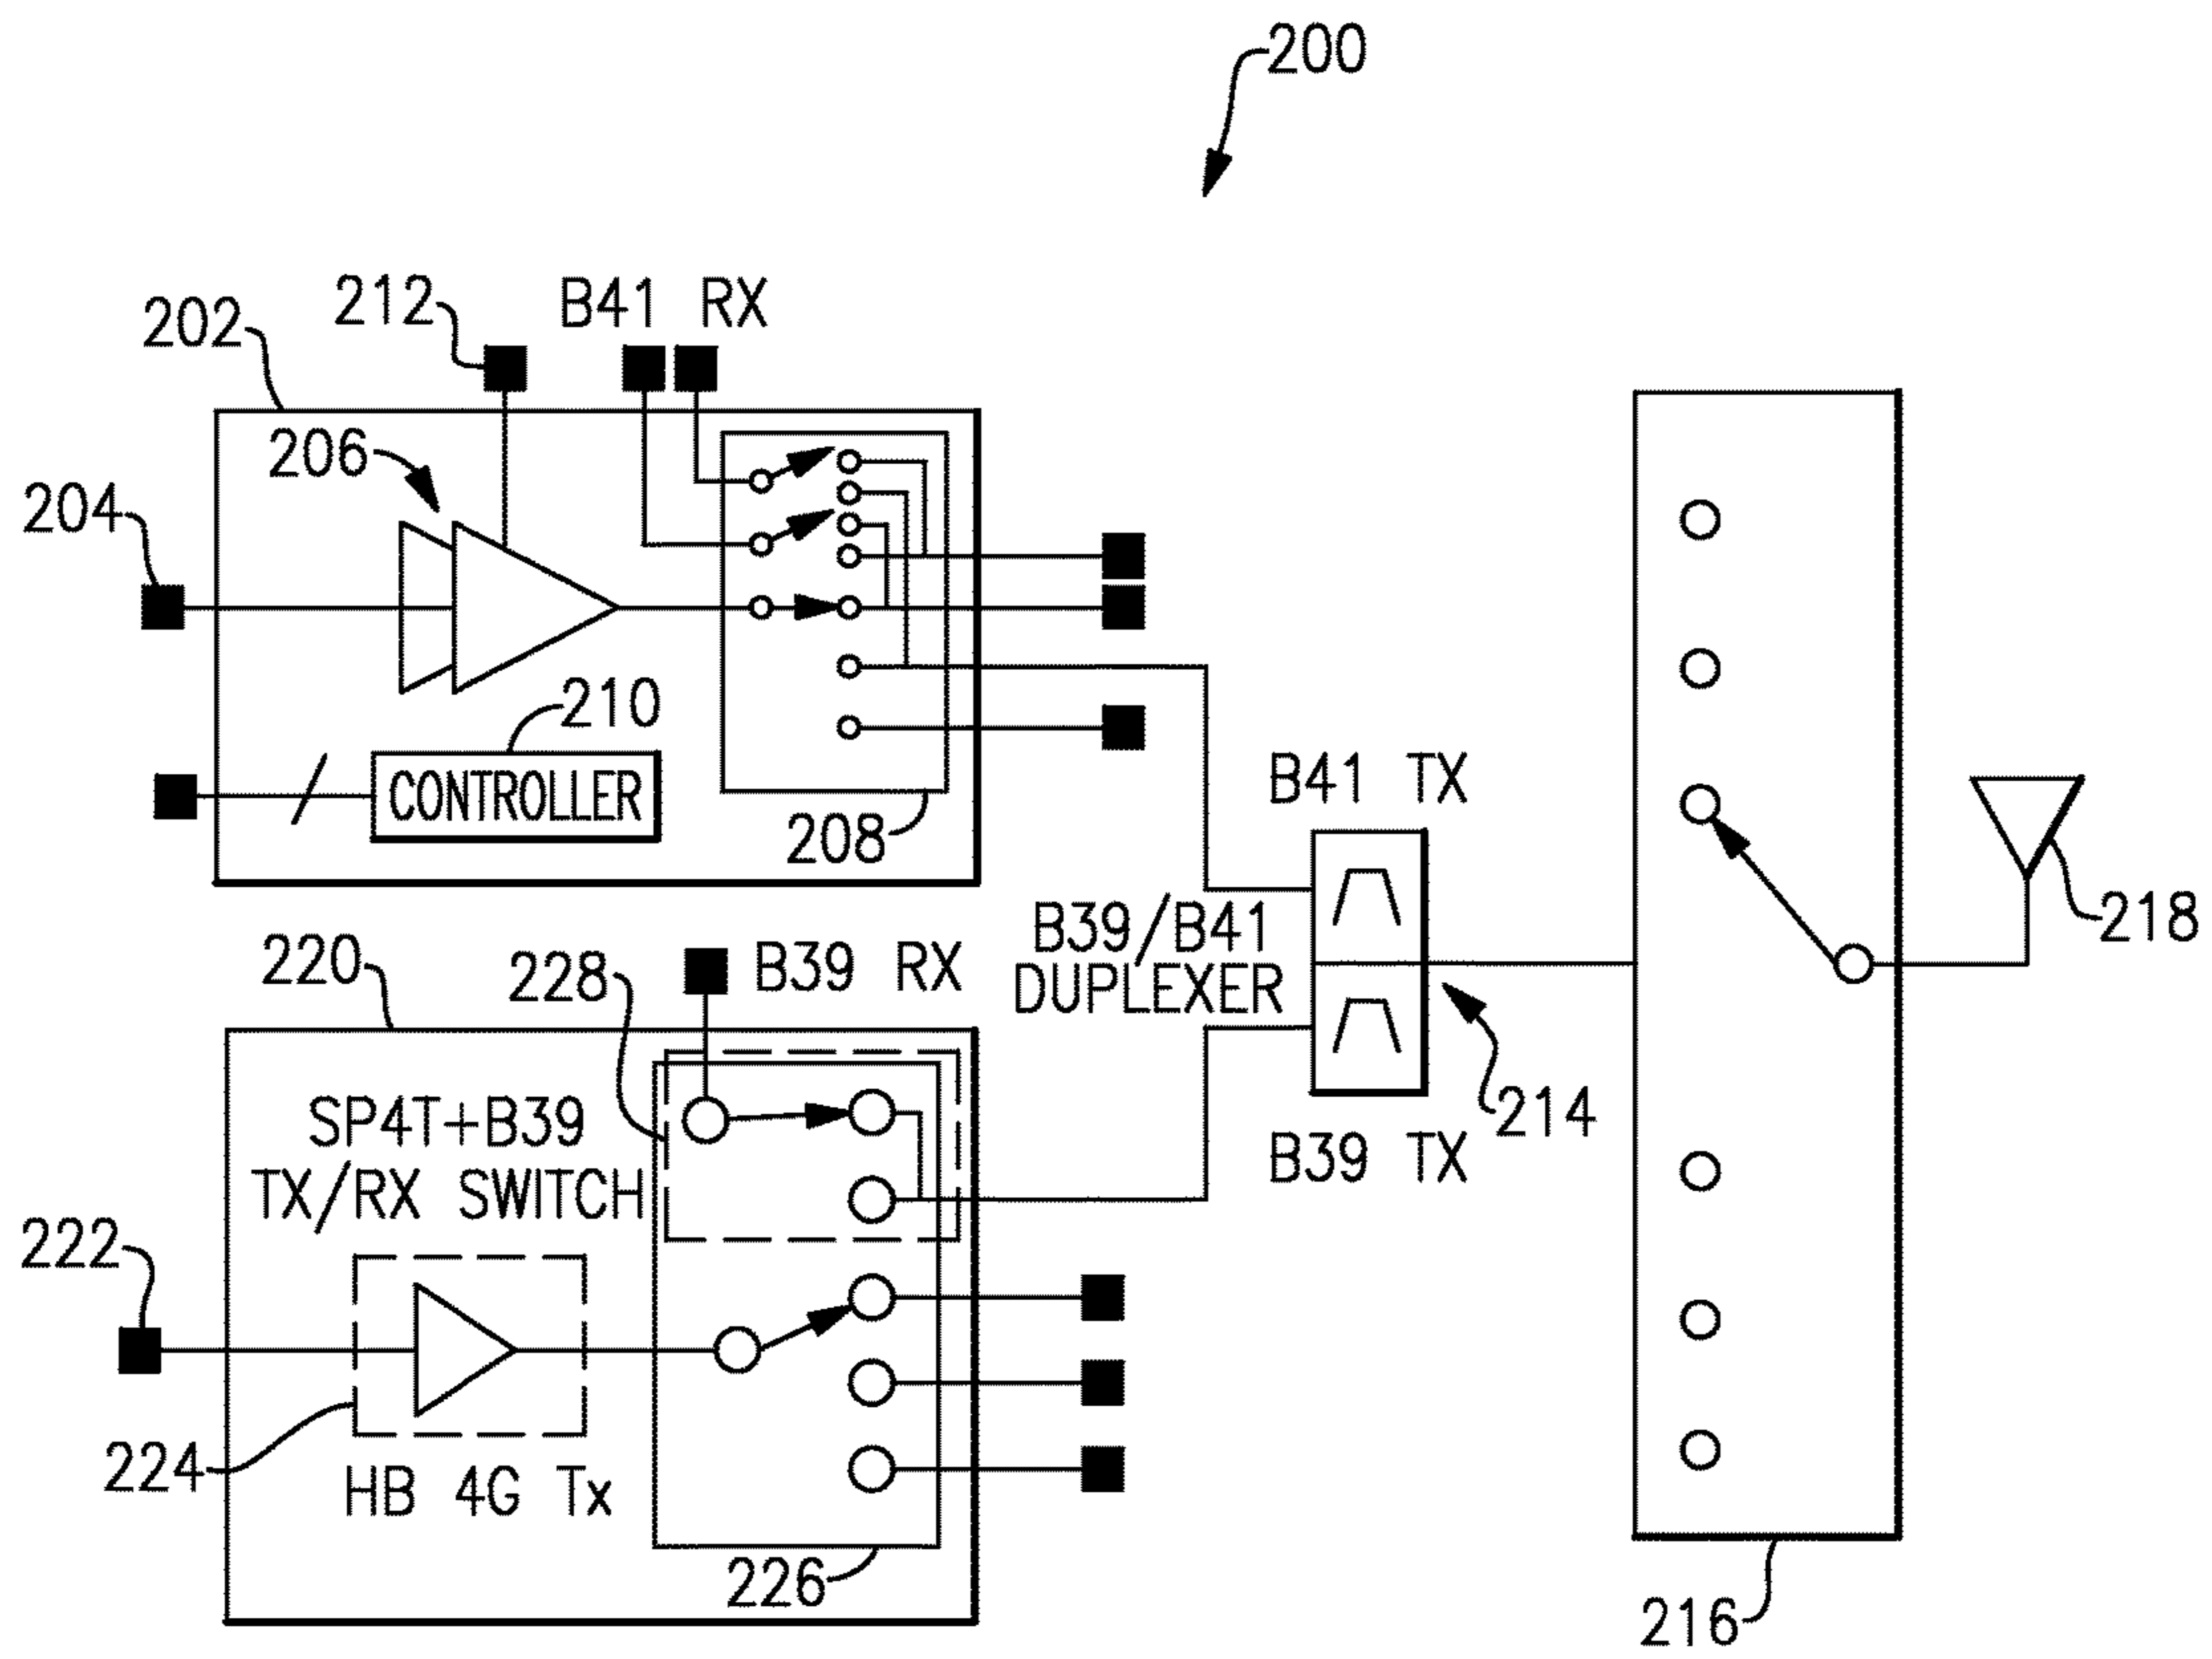 200
212
B41 RX
202
206
204
210
CONTROLLER
208
B41 TX
B39/B41
DUPLEXER
218
220
228
B39 RX
214
SP4T+B39
TX/RX SWITCH
B39 TX
222
224
HB 4G Tx
226
216